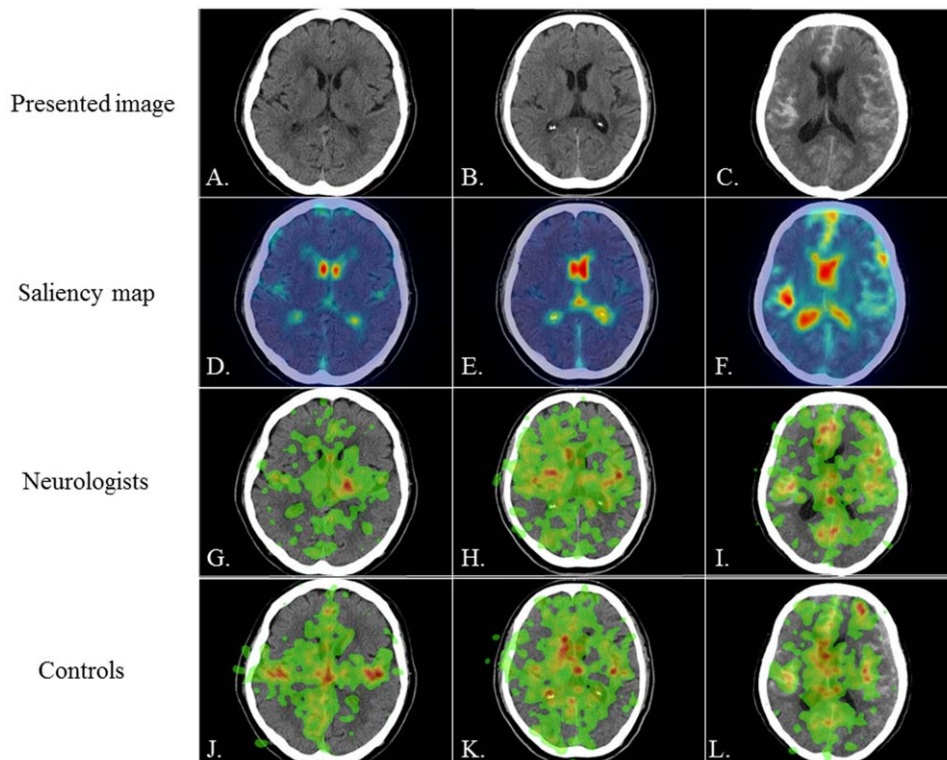 Presented image
A.
B.
C.
Saliency map
D.
E.
F.
Neurologists
G.
H.
I.
Controls
J.
K.
L.